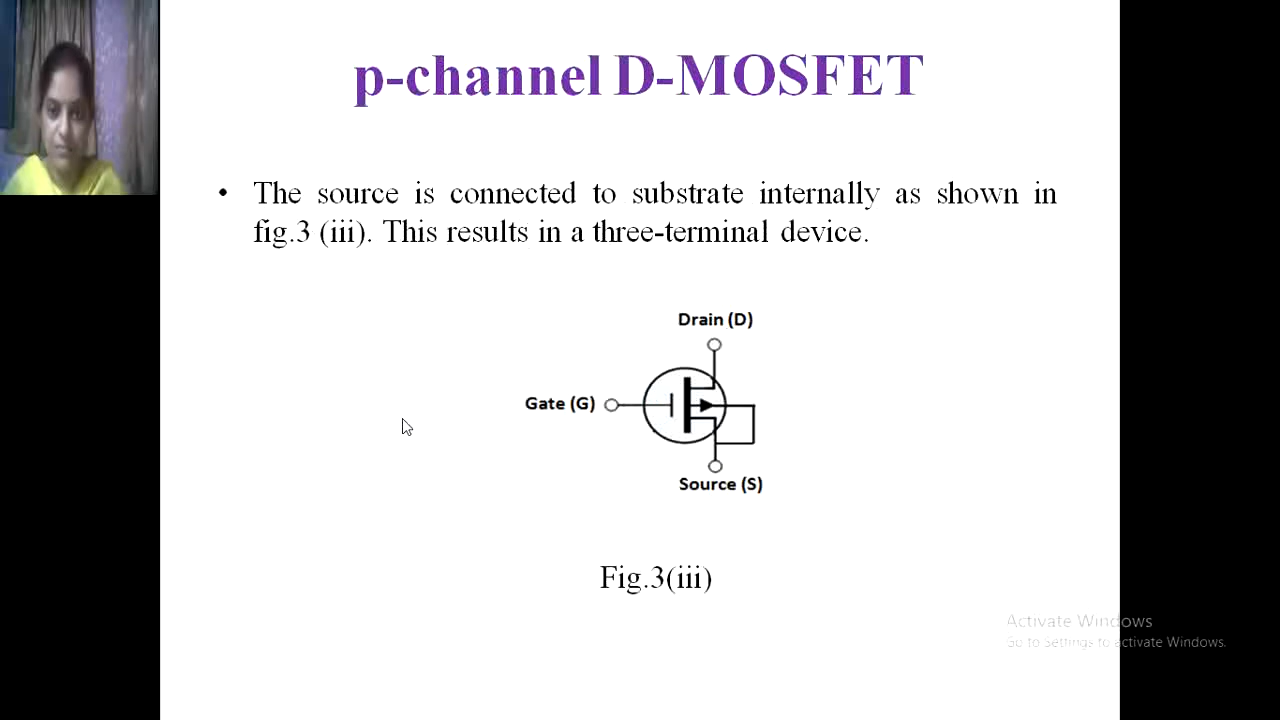 p-channel D-MOSFET
• The source is connected to substrate internally as shown in
fig.3 (iii). This results in a three-terminal device.
Drain (D)
Gate (G)
Source (S)
Fig.3(iii)
Activate Windows
Go to Settings to activate Windows.